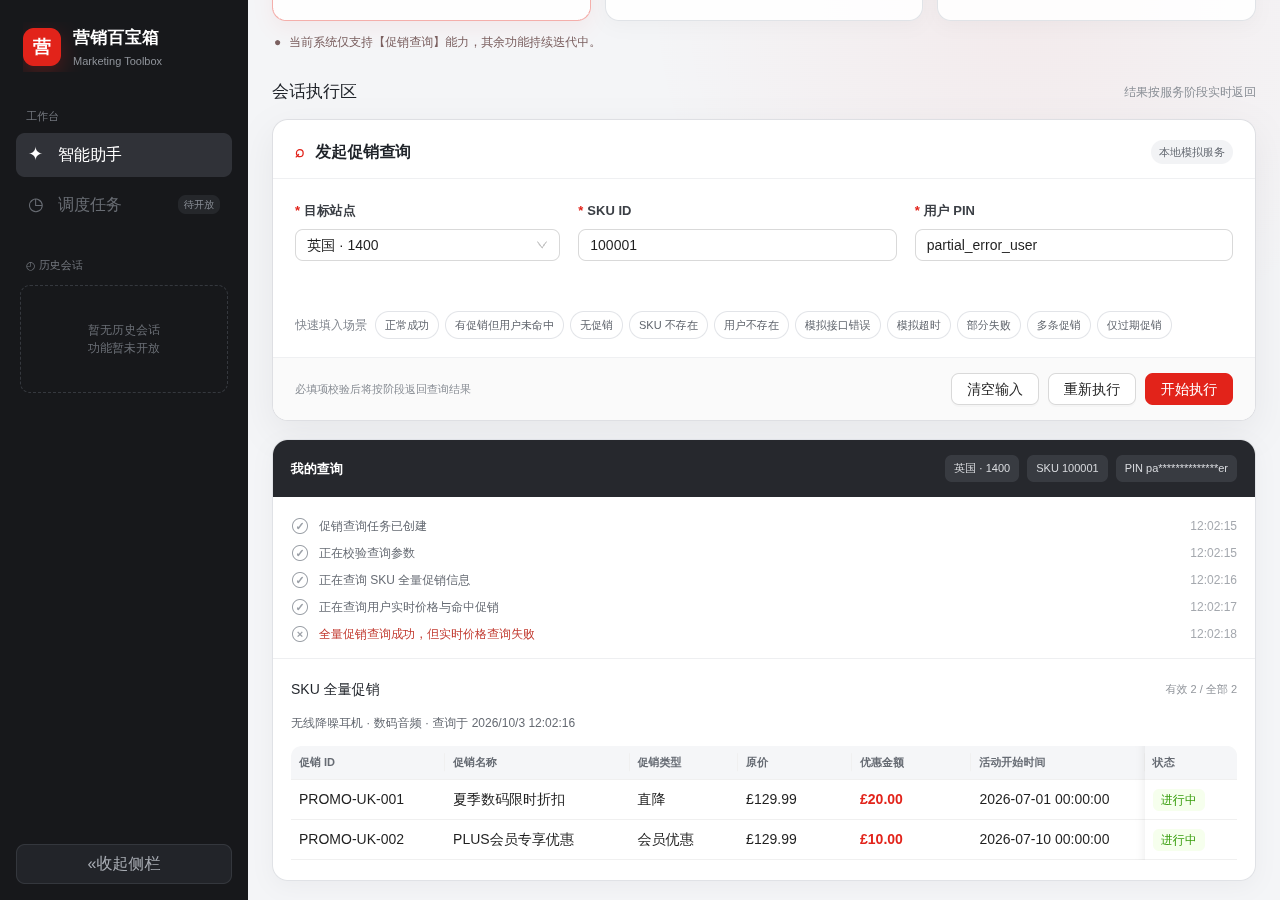 营
营销百宝箱
Marketing Toolbox
工作台
智能助手
调度任务
待开放
历史会话
暂无历史会话
功能暂未开放
«收起侧栏
当前系统仅支持【促销查询】能力，其余功能持续迭代中。
会话执行区
结果按服务阶段实时返回
发起促销查询
本地模拟服务
* 目标站点
* SKU ID
* 用户 PIN
英国 · 1400
100001
partial_error_user
快速填入场景
正常成功
有促销但用户未命中
无促销
SKU 不存在
用户不存在
模拟接口错误
模拟超时
部分失败
多条促销
仅过期促销
必填项校验后将按阶段返回查询结果
清空输入
重新执行
开始执行
我的查询
英国 · 1400
SKU 100001
PIN pa**************er
促销查询任务已创建 12:02:15
正在校验查询参数 12:02:15
正在查询 SKU 全量促销信息 12:02:16
正在查询用户实时价格与命中促销 12:02:17
全量促销查询成功，但实时价格查询失败 12:02:18
SKU 全量促销
有效 2 / 全部 2
无线降噪耳机 · 数码音频 · 查询于 2026/10/3 12:02:16
促销 ID 促销名称 促销类型 原价 优惠金额 活动开始时间 状态
PROMO-UK-001 夏季数码限时折扣 直降 £129.99 £20.00 2026-07-01 00:00:00 进行中
PROMO-UK-002 PLUS会员专享优惠 会员优惠 £129.99 £10.00 2026-07-10 00:00:00 进行中